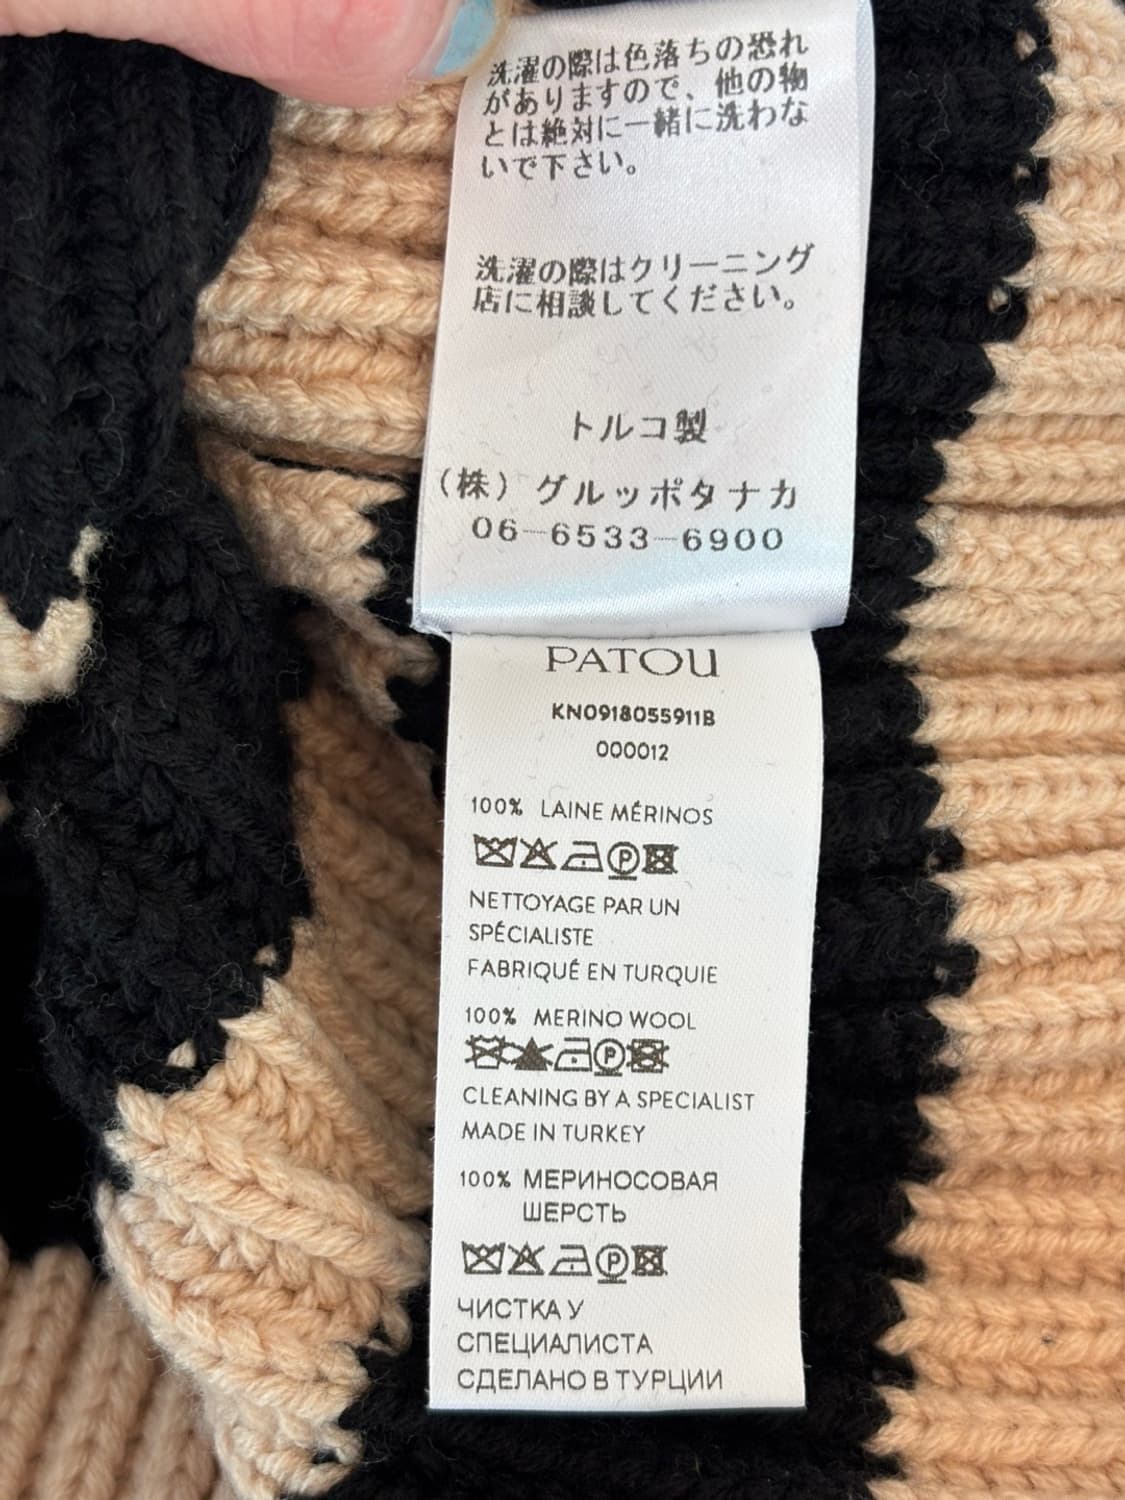 洗濯の際は色落ちの恐れ
がありますので、他の物
とは絶対に一緒に洗わな
いで下さい。
洗濯の際はクリーニング
店に相談してください。
トルコ製
（株）グルッポタナカ
06-6533-6900
PATOU
KN0918055911B
000012
100% LAINE MÉRINOS
P
NETTOYAGE PAR UN
SPÉCIALISTE
FABRIQUÉ EN TURQUIE
100% MERINO WOOL
P
CLEANING BY A SPECIALIST
MADE IN TURKEY
100% МЕРИНОСОВАЯ
ШЕРСТЬ
P
ЧИСТКА У
СПЕЦИАЛИСТА
СДЕЛАНО В ТУРЦИИ